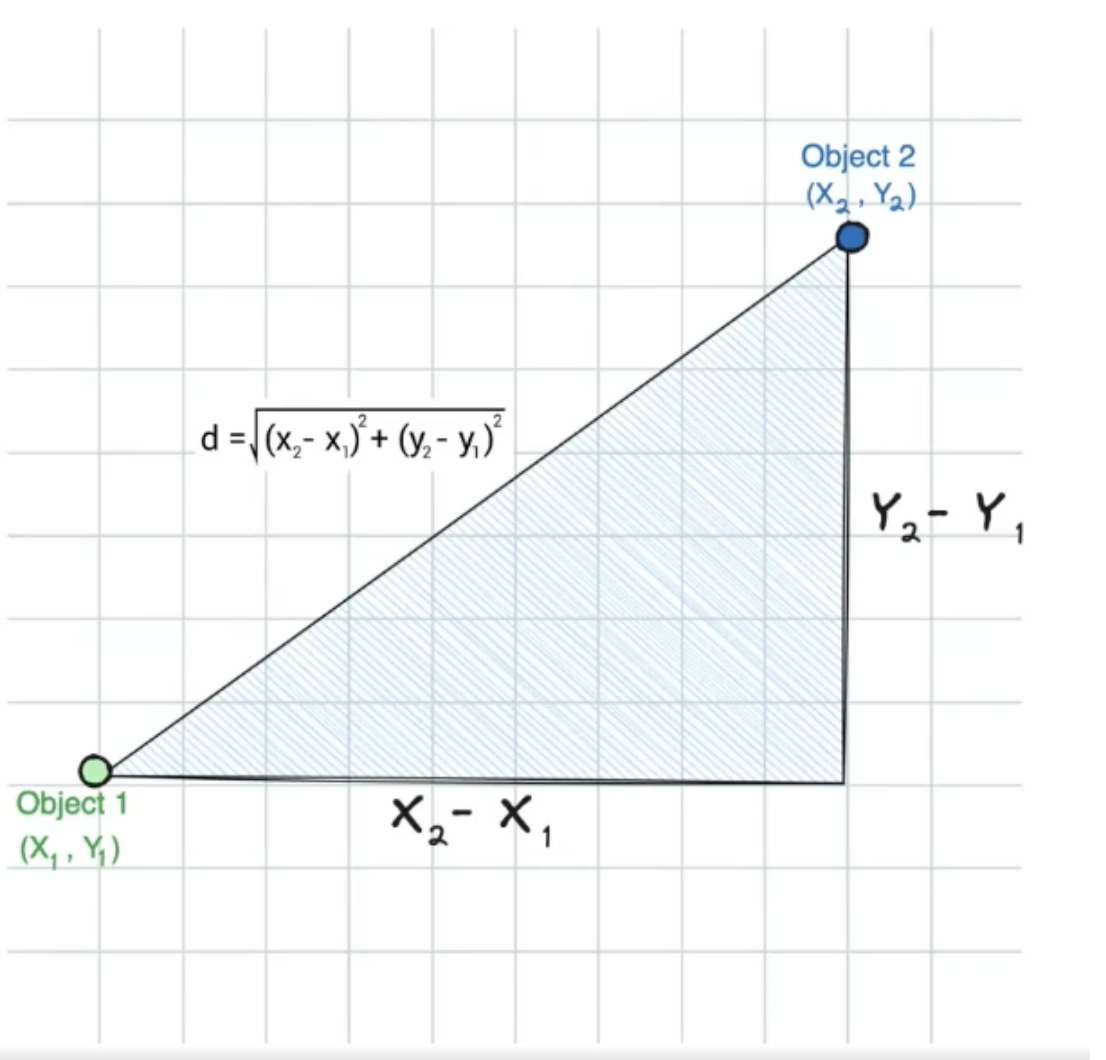 Object 2
(X₂, Y₂)
d = √(x₂- x₁)² + (y₂- y₁)²
Y₂- Y₁
X₂- X₁
Object 1
(X₁, Y₁)